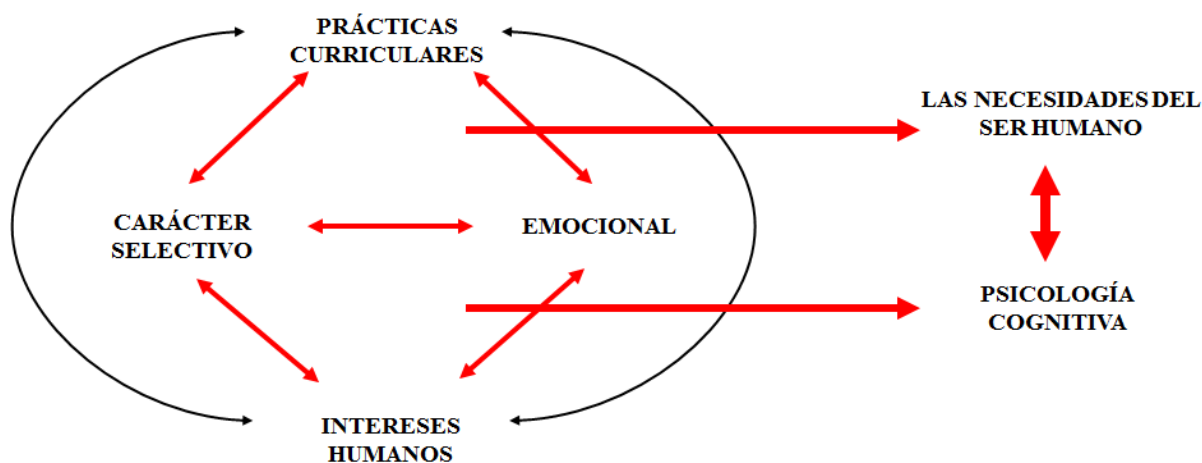 PRÁCTICAS
CURRICULARES
LAS NECESIDADES DEL
SER HUMANO
CARÁCTER
SELECTIVO
EMOCIONAL
PSICOLOGÍA
COGNITIVA
INTERESES
HUMANOS